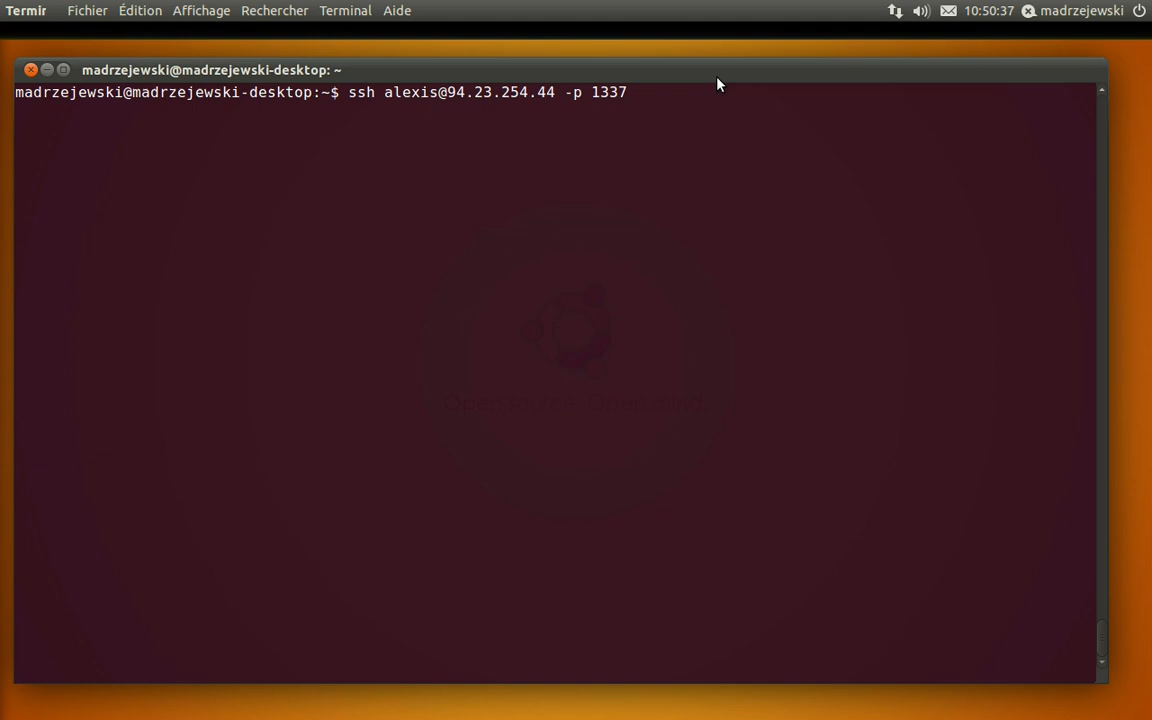 Termir Fichier Édition Affichage Rechercher Terminal Aide 10:50:37 madrzejewski
madrzejewski@madrzejewski-desktop: ~
madrzejewski@madrzejewski-desktop:~$ ssh alexis@94.23.254.44 -p 1337